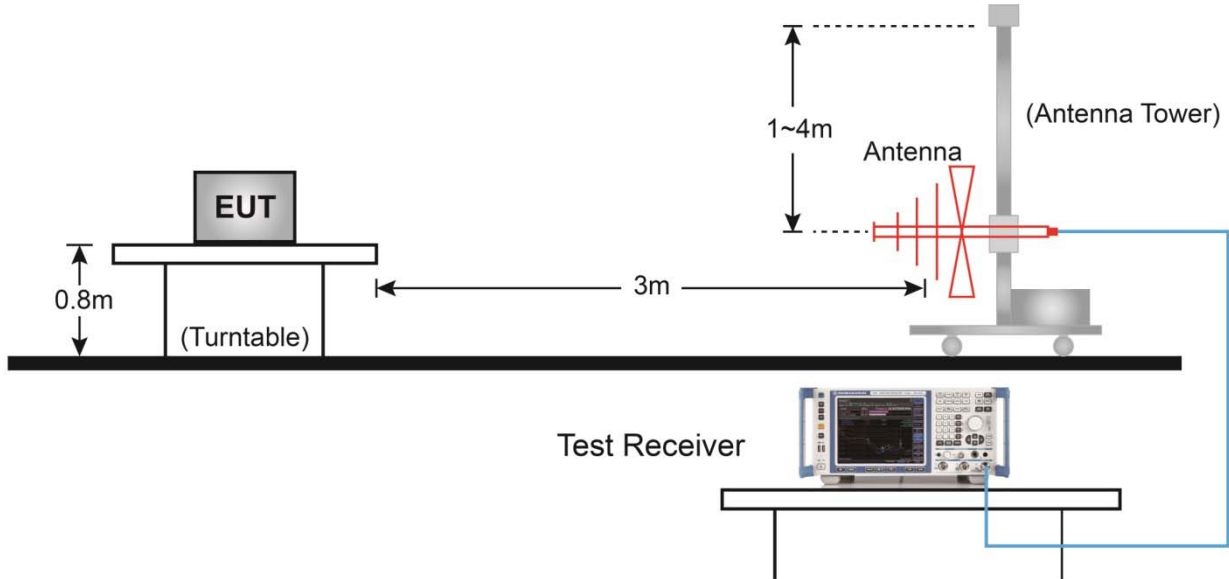 1~4m
(Antenna Tower)
Antenna
EUT
0.8m
3m
(Turntable)
Test Receiver